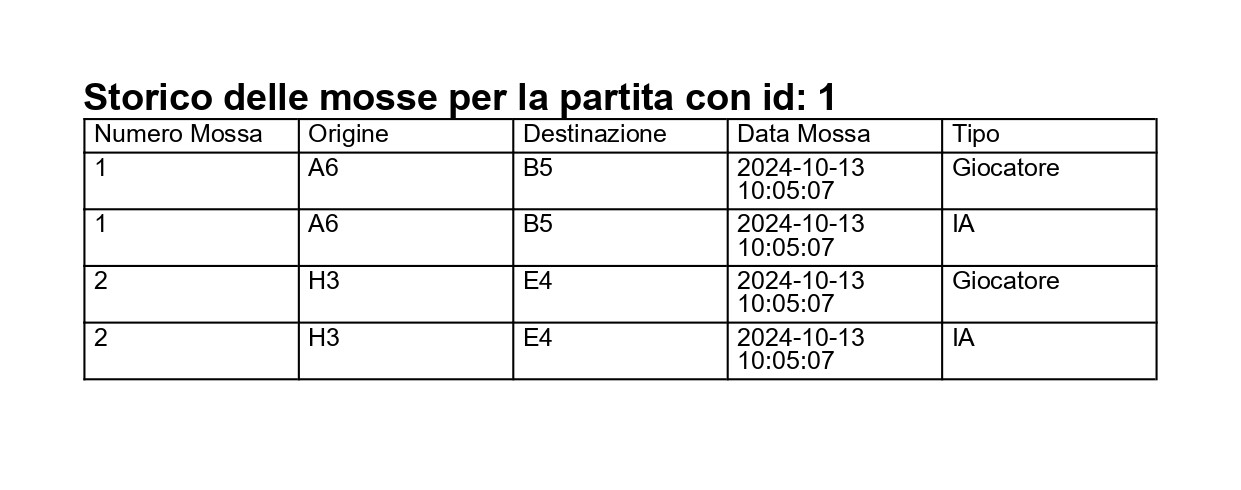 Storico delle mosse per la partita con id: 1
Numero Mossa Origine Destinazione Data Mossa Tipo
1 A6 B5 2024-10-13 Giocatore
10:05:07
1 A6 B5 2024-10-13 IA
10:05:07
2 H3 E4 2024-10-13 Giocatore
10:05:07
2 H3 E4 2024-10-13 IA
10:05:07